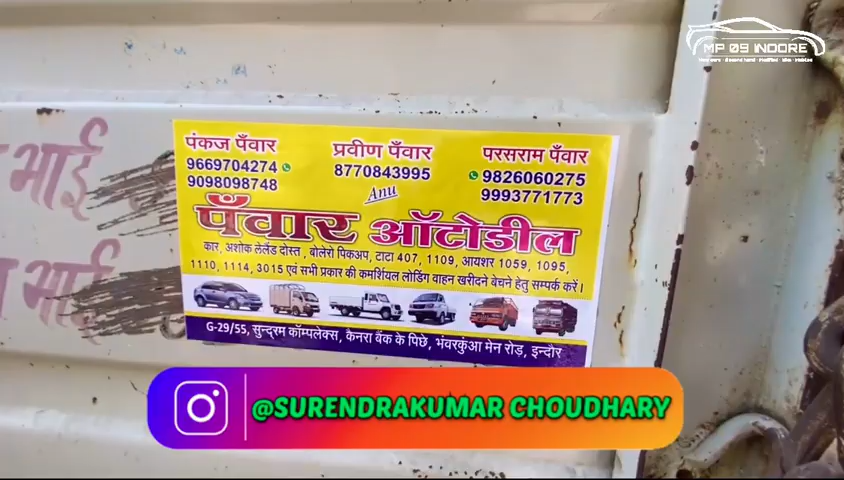 MP 09 INDORE
पंकज पँवार
9669704274
9098098748
प्रवीण पँवार
8770843995
परसराम पँवार
9826060275
9993771773
Anu
पँवार ऑटोडील
कार, अशोक लेलैंड दोस्त, बोलेरो पिकअप, टाटा 407, 1109, आयशर 1059, 1095,
1110, 1114, 3015 एवं सभी प्रकार की कमर्शियल लोडिंग वाहन खरीदने बेचने हेतु सम्पर्क करें।
G-29/55, सुन्द्रम कॉम्पलेक्स, कैनरा बैंक के पिछे, भंवरकुंआ मेन रोड़, इन्दौर
भाई
भाई
@SURENDRAKUMAR CHOUDHARY